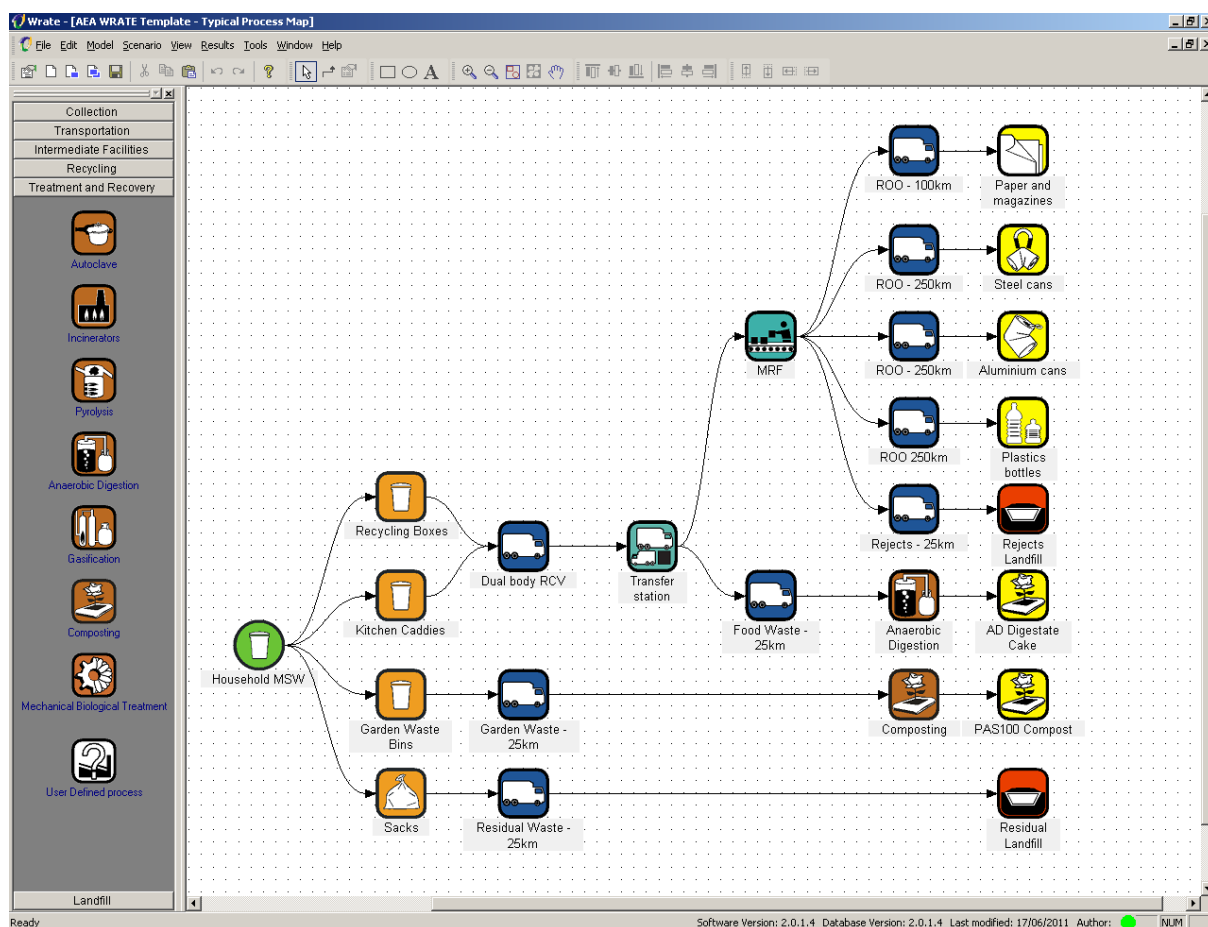 Wrate - [AEA WRATE Template - Typical Process Map]
File Edit Model Scenario View Results Tools Window Help
A
Collection
Transportation
Intermediate Facilities
Recycling
Treatment and Recovery
Autoclave
Incinerators
Pyrolysis
Anaerobic Digestion
Gasification
Composting
Mechanical Biological Treatment
User Defined process
Landfill
Household MSW
Recycling Boxes
Kitchen Caddies
Garden Waste
Bins
Sacks
Dual body RCV
Garden Waste -
25km
Residual Waste -
25km
Transfer
station
MRF
Food Waste -
25km
ROO - 100km
ROO - 250km
ROO - 250km
ROO 250km
Rejects - 25km
Anaerobic
Digestion
Composting
Paper and
magazines
Steel cans
Aluminium cans
Plastics
bottles
Rejects
Landfill
AD Digestate
Cake
PAS100 Compost
Residual
Landfill
Ready
Software Version: 2.0.1.4 Database Version: 2.0.1.4 Last modified: 17/06/2011 Author: NUM